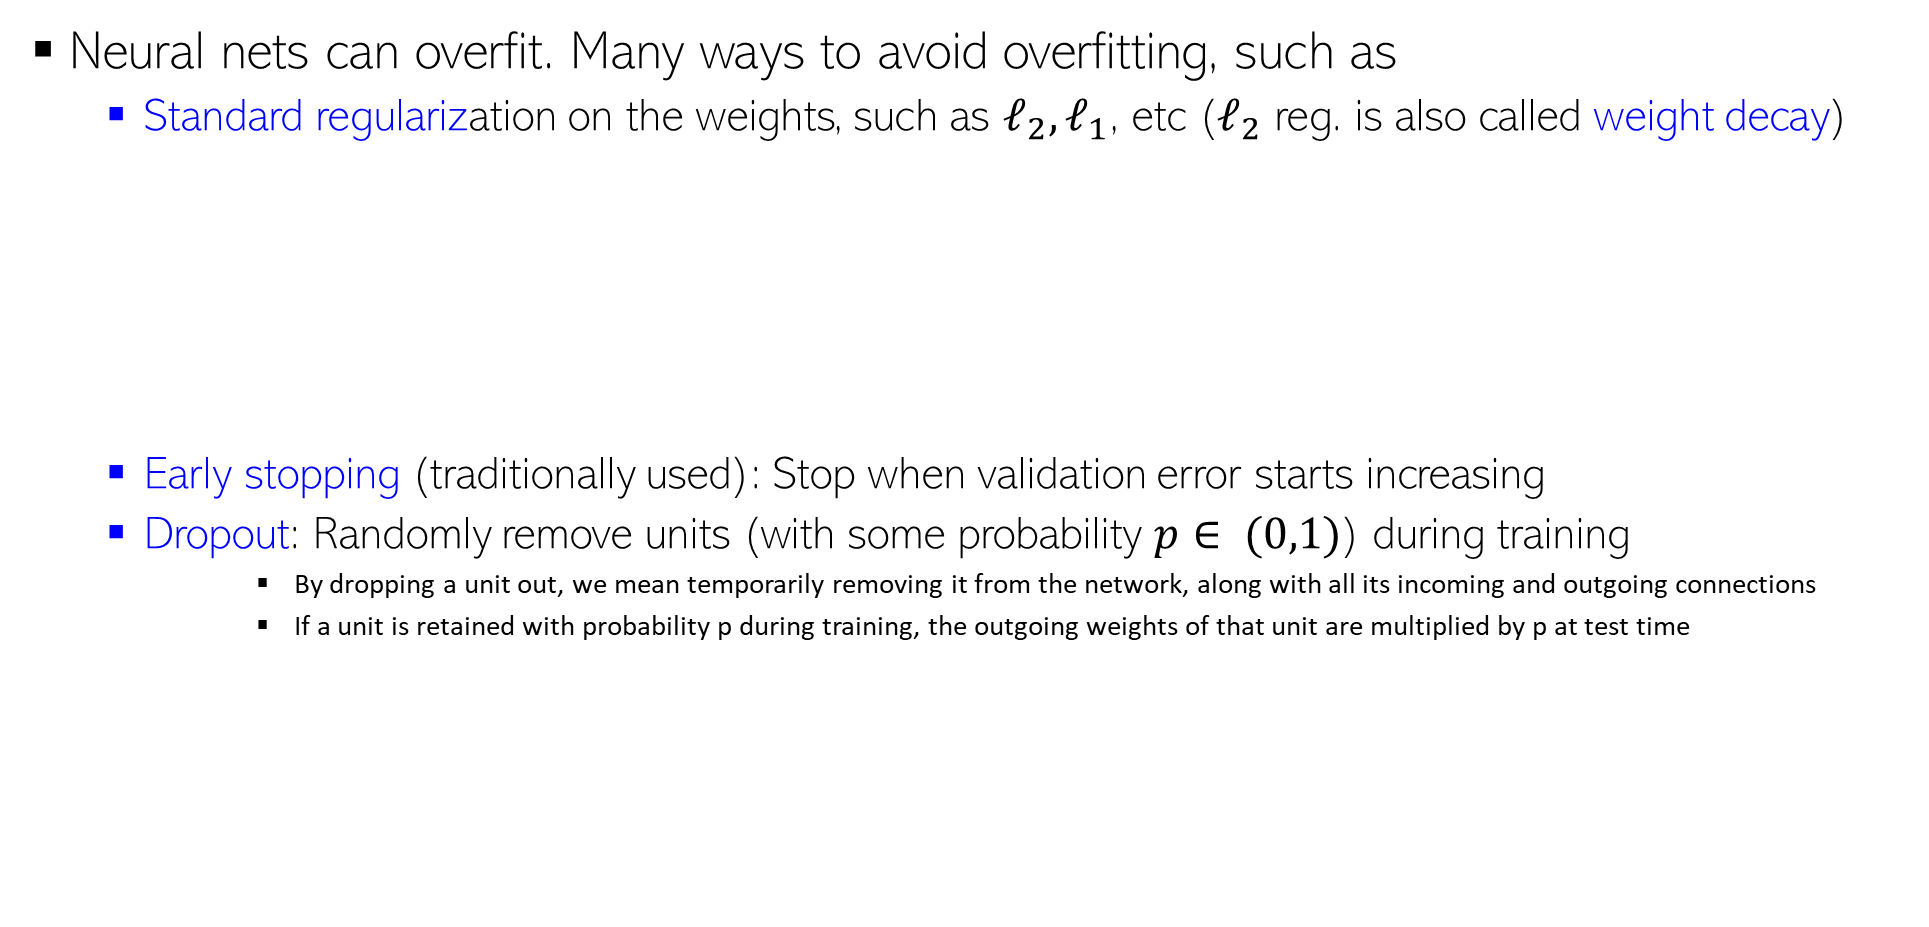 ▪ Neural nets can overfit. Many ways to avoid overfitting, such as
▪ Standard regularization on the weights, such as ℓ₂, ℓ₁, etc (ℓ₂ reg. is also called weight decay)
▪ Early stopping (traditionally used): Stop when validation error starts increasing
▪ Dropout: Randomly remove units (with some probability p ∈ (0,1)) during training
▪ By dropping a unit out, we mean temporarily removing it from the network, along with all its incoming and outgoing connections
▪ If a unit is retained with probability p during training, the outgoing weights of that unit are multiplied by p at test time